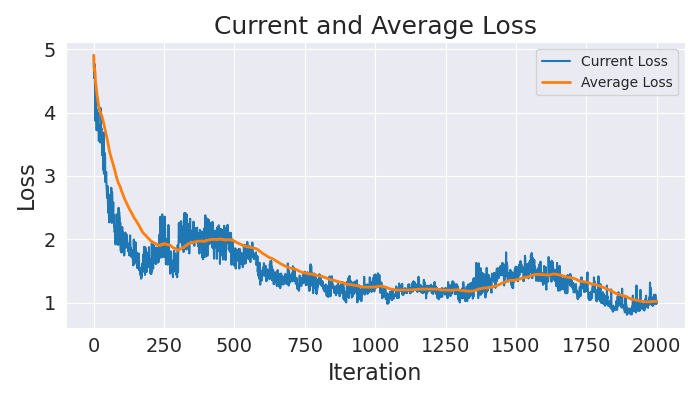 Current and Average Loss
Current Loss
Average Loss
Loss
5
4
3
2
1
0 250 500 750 1000 1250 1500 1750 2000
Iteration